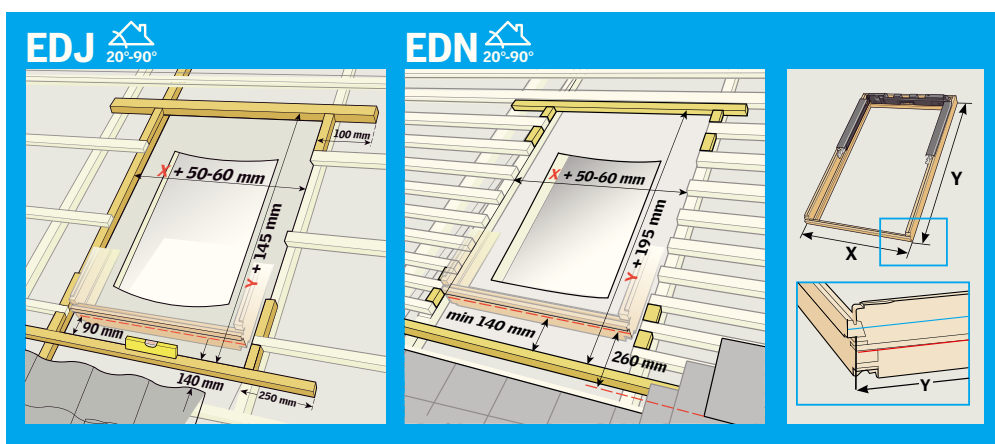 EDJ
20°-90°
100 mm
X + 50-60 mm
Y + 145 mm
90 mm
140 mm
250 mm
EDN
20°-90°
X + 50-60 mm
Y + 195 mm
min 140 mm
260 mm
Y
X
Y